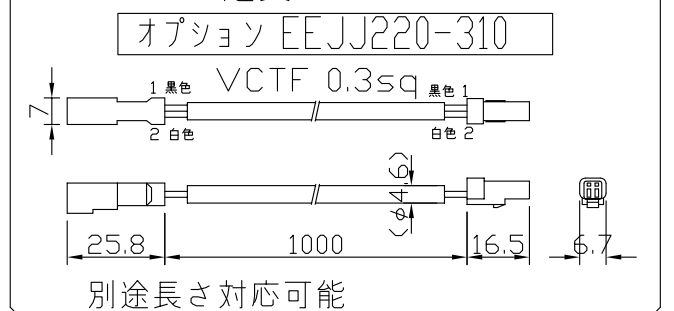 オプション EEJJ220-310
VCTF 0.3sq
1 黒色
黒色 1
7
2 白色
白色 2
(φ4.6)
25.8
1000
16.5
6.7
別途長さ対応可能